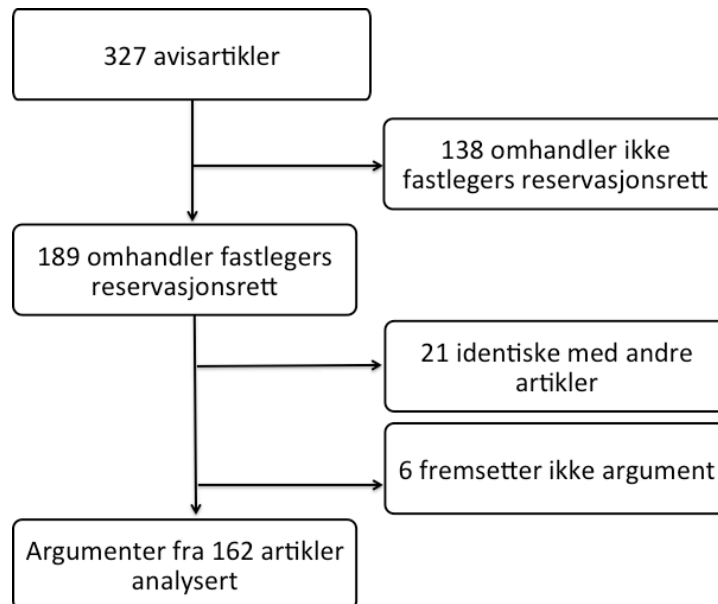 327 avisartikler
138 omhandler ikke
fastlegers reservasjonsrett
189 omhandler fastlegers
reservasjonsrett
21 identiske med andre
artikler
6 fremsetter ikke argument
Argumenter fra 162 artikler
analysert